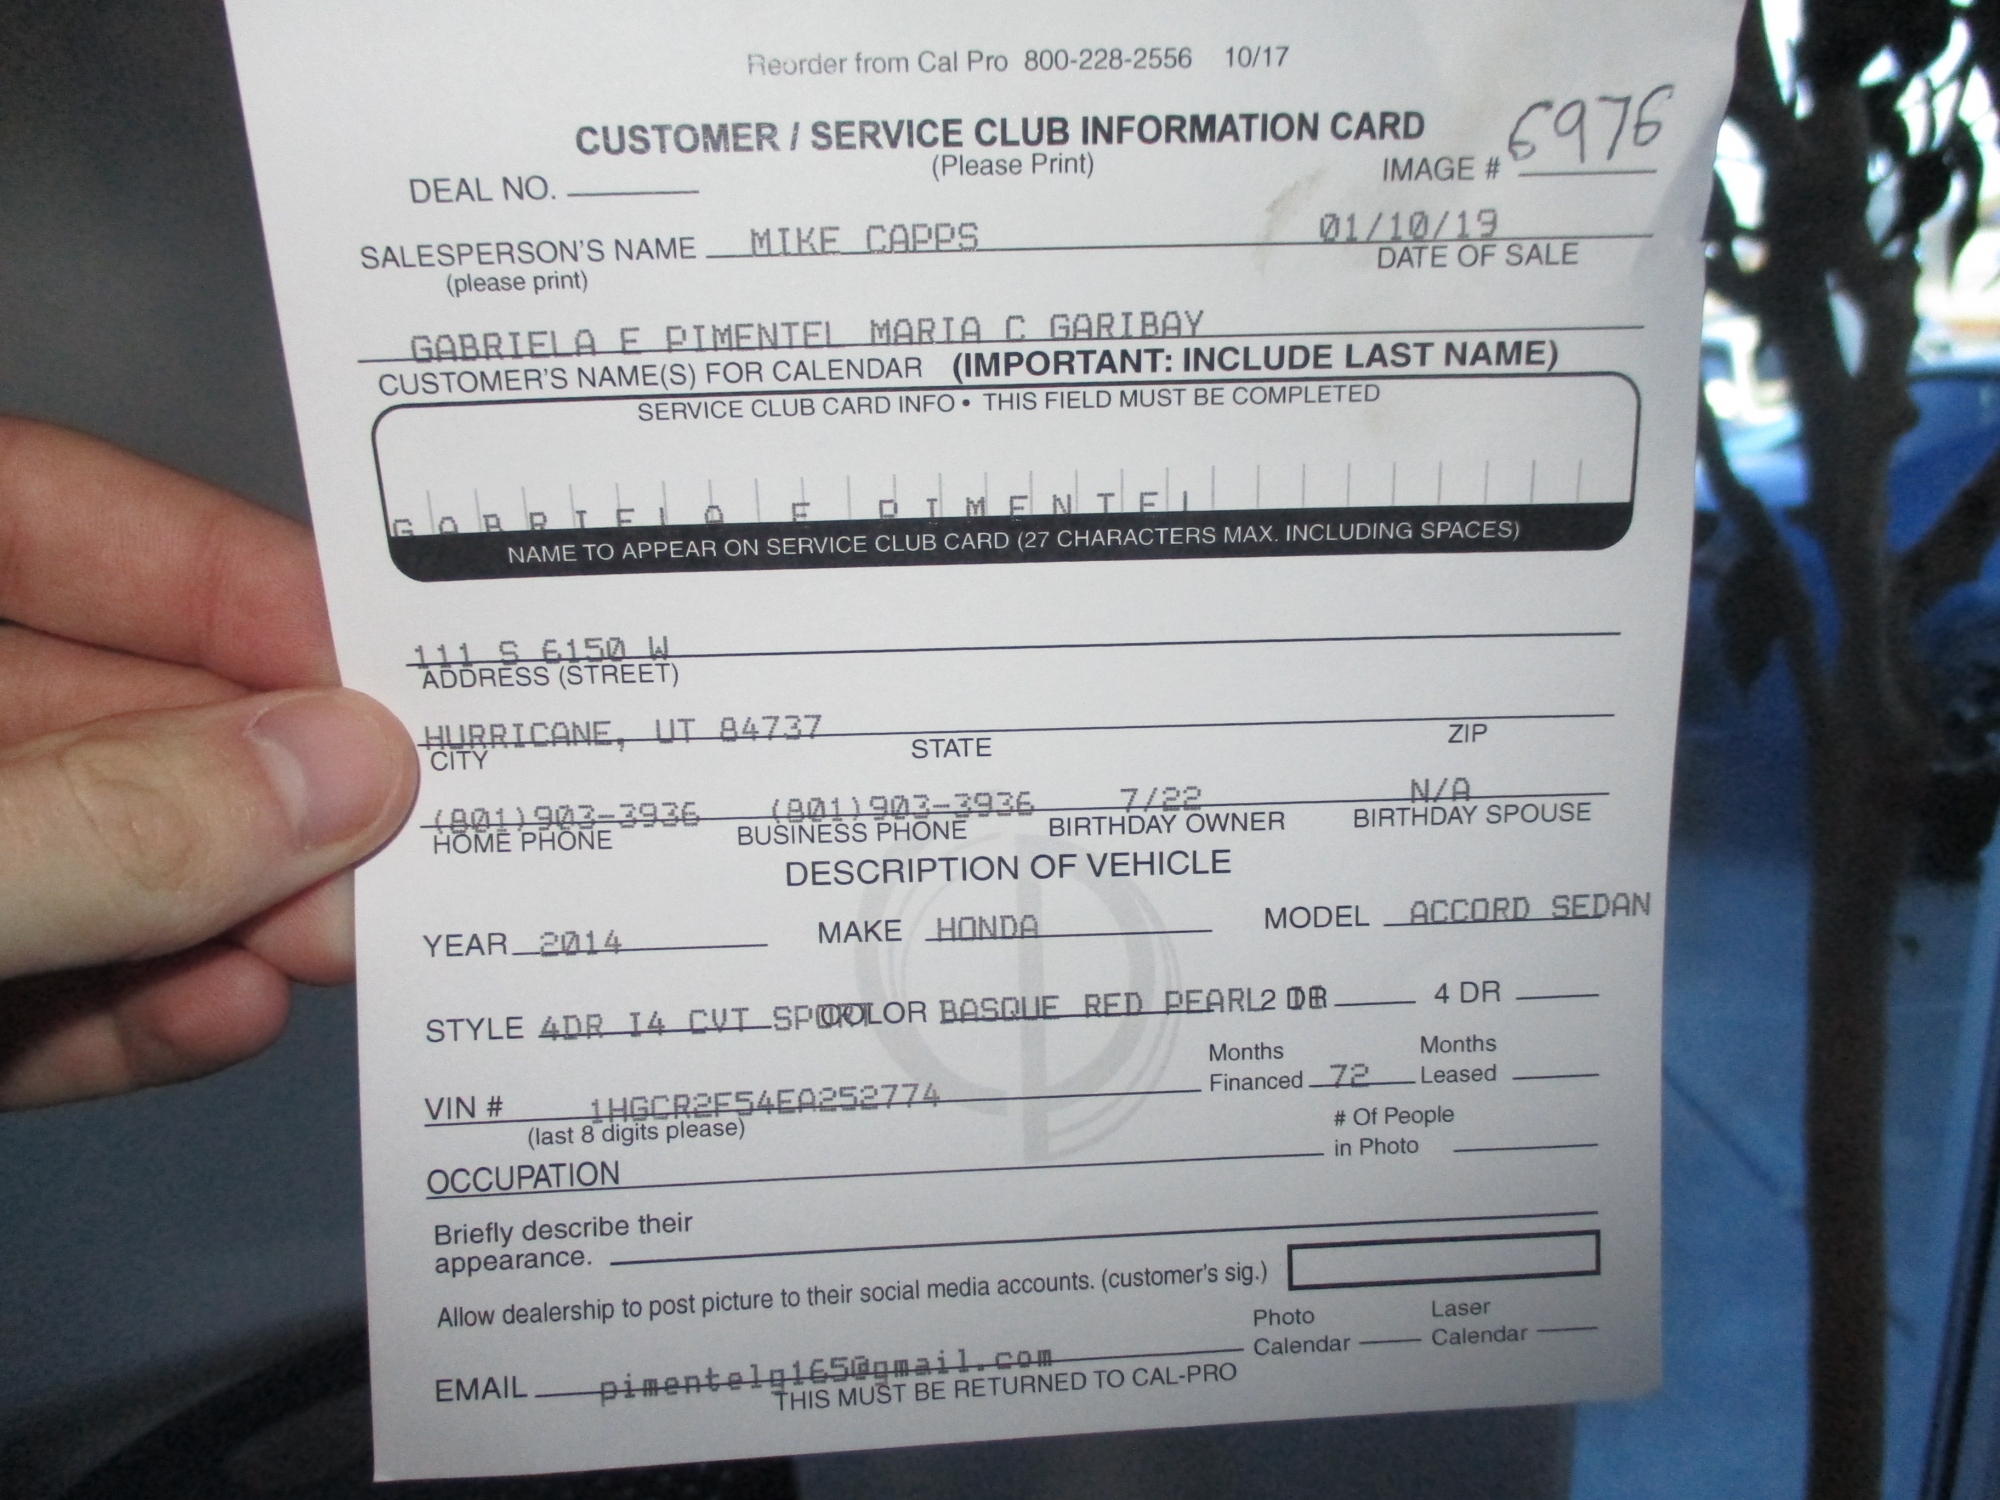 Reorder from Cal Pro 800-228-2556 10/17
CUSTOMER / SERVICE CLUB INFORMATION CARD
(Please Print)
IMAGE # 6976
DEAL NO.
SALESPERSON'S NAME MIKE CAPPS 01/10/19
(please print) DATE OF SALE
GABRIELA E PIMENTEL MARIA C GARIBAY
CUSTOMER'S NAME(S) FOR CALENDAR (IMPORTANT: INCLUDE LAST NAME)
SERVICE CLUB CARD INFO • THIS FIELD MUST BE COMPLETED
GABRIELA E PIMENTEL
NAME TO APPEAR ON SERVICE CLUB CARD (27 CHARACTERS MAX. INCLUDING SPACES)
111 S 6150 W
ADDRESS (STREET)
HURRICANE, UT 84737
CITY STATE ZIP
(801)903-3936 (801)903-3936 7/22 N/A
HOME PHONE BUSINESS PHONE BIRTHDAY OWNER BIRTHDAY SPOUSE
DESCRIPTION OF VEHICLE
YEAR 2014 MAKE HONDA MODEL ACCORD SEDAN
STYLE 4DR I4 CVT SPORT COLOR BASQUE RED PEARL 2 DR 4 DR
VIN # 1HGCR2F54EA252774 Months Financed 72 Months Leased
(last 8 digits please)
# Of People in Photo
OCCUPATION
Briefly describe their
appearance.
Allow dealership to post picture to their social media accounts. (customer's sig.)
Photo Calendar Laser Calendar
EMAIL pimentelg165@gmail.com
THIS MUST BE RETURNED TO CAL-PRO